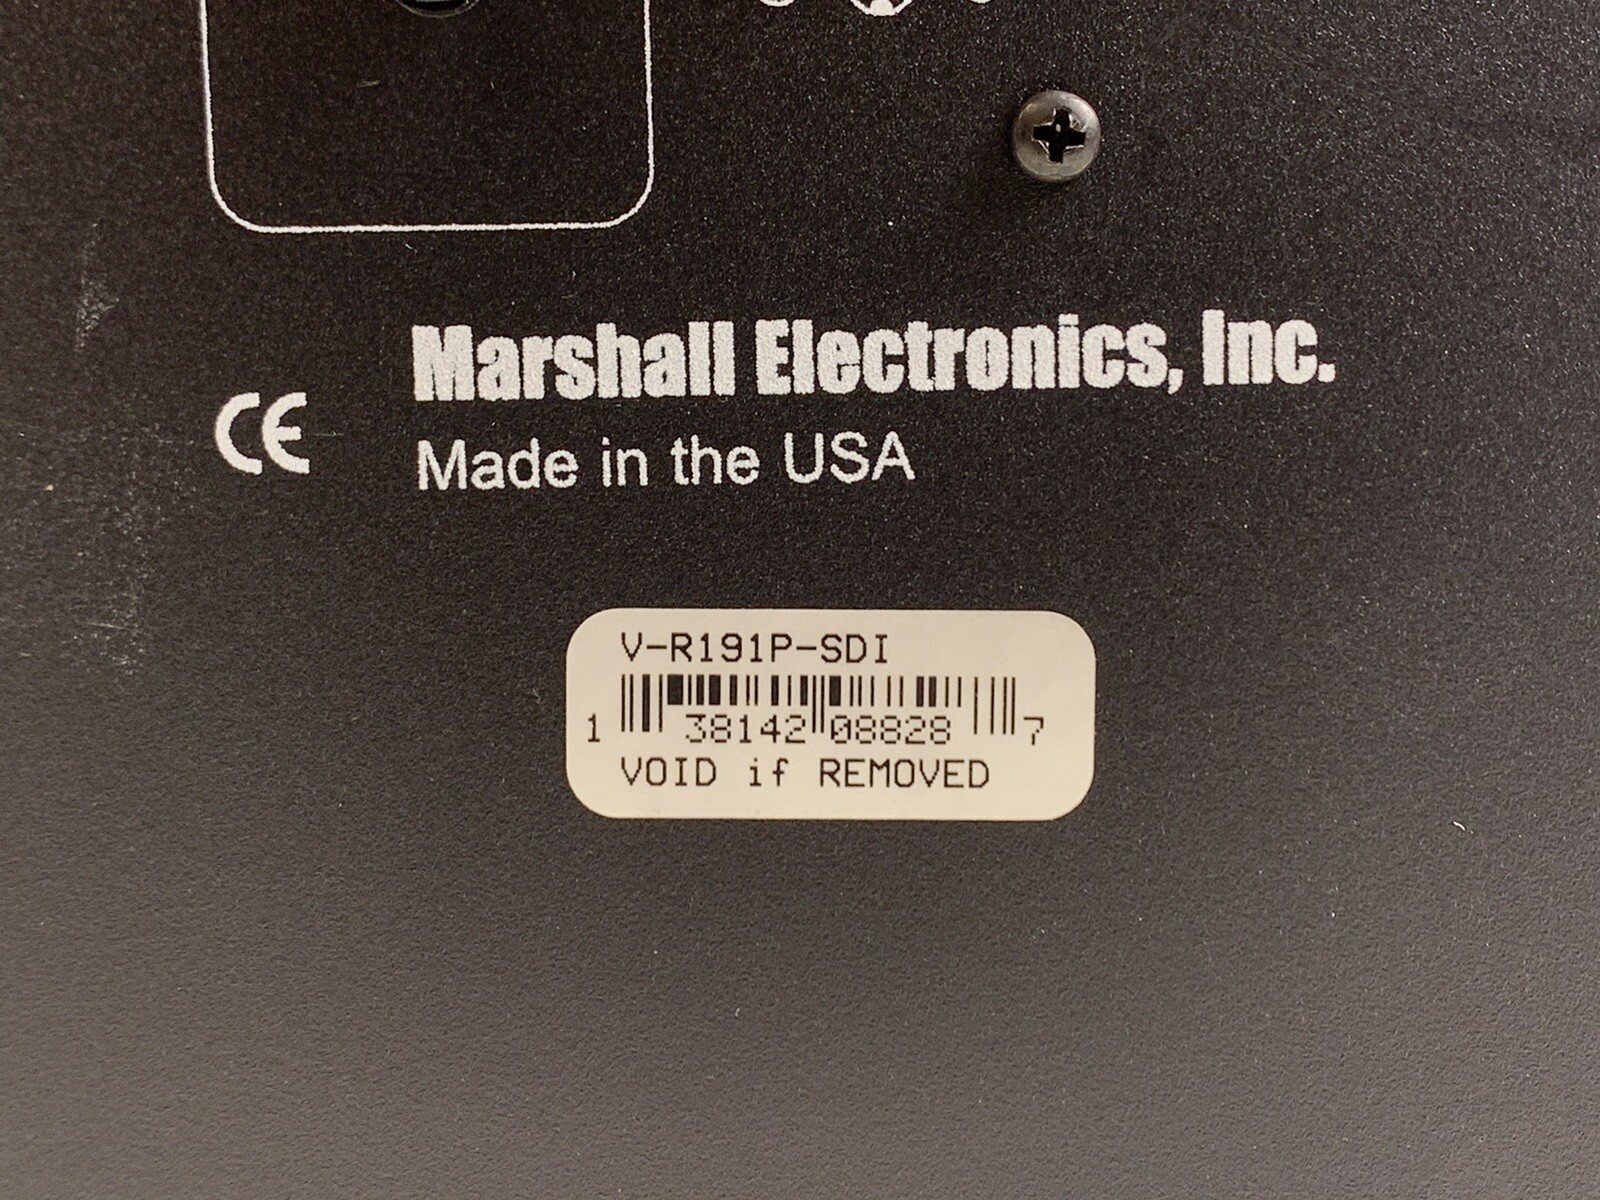 Marshall Electronics, Inc.
CE Made in the USA
V-R191P-SDI
1 38142 08828 7
VOID if REMOVED